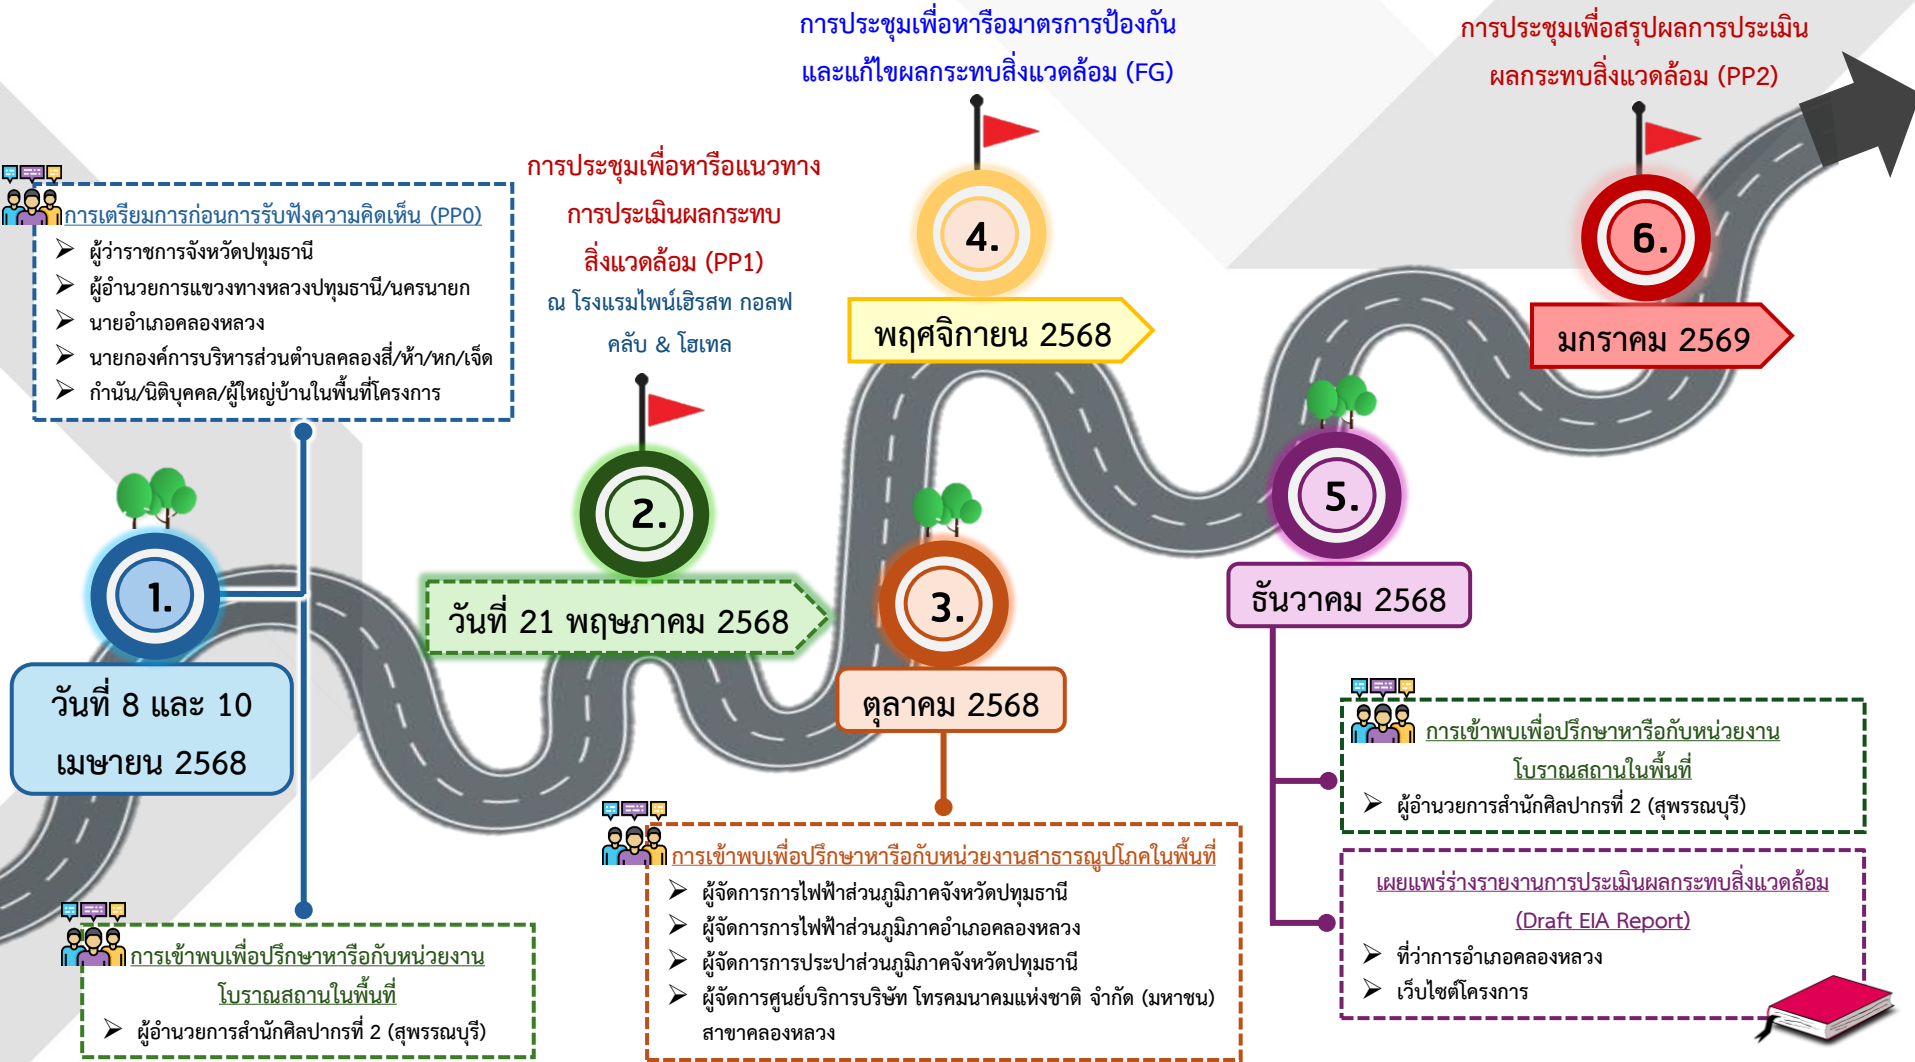 การเตรียมการก่อนการรับฟังความคิดเห็น (PP0)
➢ ผู้ว่าราชการจังหวัดปทุมธานี
➢ ผู้อำนวยการแขวงทางหลวงปทุมธานี/นครนายก
➢ นายอำเภอคลองหลวง
➢ นายกองค์การบริหารส่วนตำบลคลองสี่/ห้า/หก/เจ็ด
➢ กำนัน/นิติบุคคล/ผู้ใหญ่บ้านในพื้นที่โครงการ
1.
วันที่ 8 และ 10
เมษายน 2568
การเข้าพบเพื่อปรึกษาหารือกับหน่วยงาน
โบราณสถานในพื้นที่
➢ ผู้อำนวยการสำนักศิลปากรที่ 2 (สุพรรณบุรี)
การประชุมเพื่อหารือแนวทาง
การประเมินผลกระทบ
สิ่งแวดล้อม (PP1)
ณ โรงแรมไพน์เฮิรสท กอลฟ
คลับ & โฮเทล
2.
วันที่ 21 พฤษภาคม 2568
3.
ตุลาคม 2568
การเข้าพบเพื่อปรึกษาหารือกับหน่วยงานสาธารณูปโภคในพื้นที่
➢ ผู้จัดการการไฟฟ้าส่วนภูมิภาคจังหวัดปทุมธานี
➢ ผู้จัดการการไฟฟ้าส่วนภูมิภาคอำเภอคลองหลวง
➢ ผู้จัดการการประปาส่วนภูมิภาคจังหวัดปทุมธานี
➢ ผู้จัดการศูนย์บริการบริษัท โทรคมนาคมแห่งชาติ จำกัด (มหาชน)
สาขาคลองหลวง
การประชุมเพื่อหารือมาตรการป้องกัน
และแก้ไขผลกระทบสิ่งแวดล้อม (FG)
4.
พฤศจิกายน 2568
5.
ธันวาคม 2568
การเข้าพบเพื่อปรึกษาหารือกับหน่วยงาน
โบราณสถานในพื้นที่
➢ ผู้อำนวยการสำนักศิลปากรที่ 2 (สุพรรณบุรี)
เผยแพร่ร่างรายงานการประเมินผลกระทบสิ่งแวดล้อม
(Draft EIA Report)
➢ ที่ว่าการอำเภอคลองหลวง
➢ เว็บไซต์โครงการ
การประชุมเพื่อสรุปผลการประเมิน
ผลกระทบสิ่งแวดล้อม (PP2)
6.
มกราคม 2569